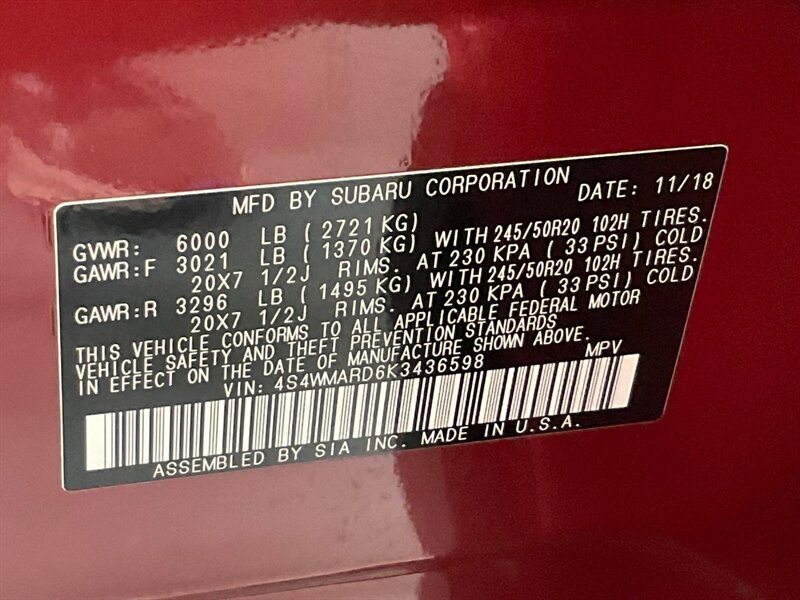 MFD BY SUBARU CORPORATION DATE: 11/18
GVWR: 6000 LB ( 2721 KG)
GAWR:F 3021 LB ( 1370 KG) WITH 245/50R20 102H TIRES.
20X7 1/2J RIMS. AT 230 KPA ( 33 PSI) COLD
GAWR:R 3296 LB ( 1495 KG) WITH 245/50R20 102H TIRES.
20X7 1/2J RIMS. AT 230 KPA ( 33 PSI) COLD
THIS VEHICLE CONFORMS TO ALL APPLICABLE FEDERAL MOTOR
VEHICLE SAFETY AND THEFT PREVENTION STANDARDS
IN EFFECT ON THE DATE OF MANUFACTURE SHOWN ABOVE.
VIN: 4S4WMARD6K3436598 MPV
ASSEMBLED BY SIA INC. MADE IN U.S.A.